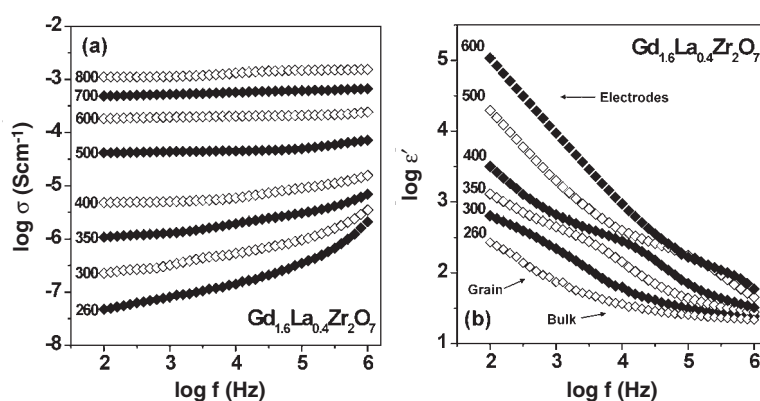 (a)
-2
-3
-4
-5
-6
-7
-8
log σ (Scm⁻¹)
800
700
600
500
400
350
300
260
Gd₁.₆La₀.₄Zr₂O₇
2 3 4 5 6
log f (Hz)
600
500
400
350
300
260
Gd₁.₆La₀.₄Zr₂O₇
Electrodes
Grain
Bulk
(b)
5
4
3
2
1
log ε′
2 3 4 5 6
log f (Hz)